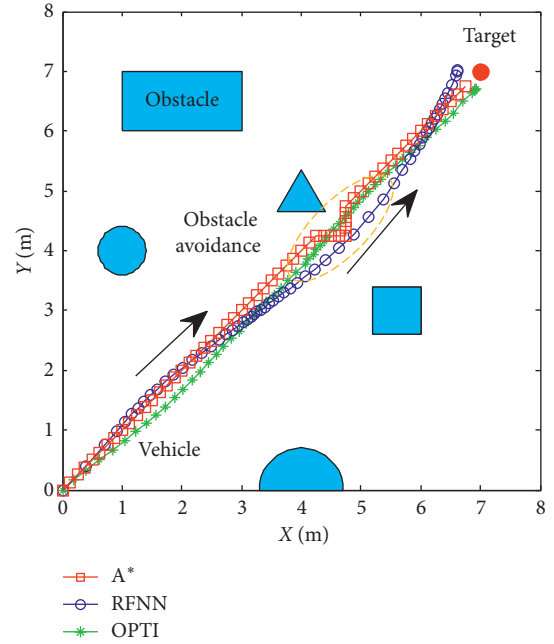 Target
8
7
6
5
4
3
2
1
0
Y (m)
Obstacle
Obstacle
avoidance
Vehicle
0 1 2 3 4 5 6 7 8
X (m)
A*
RFNN
OPTI